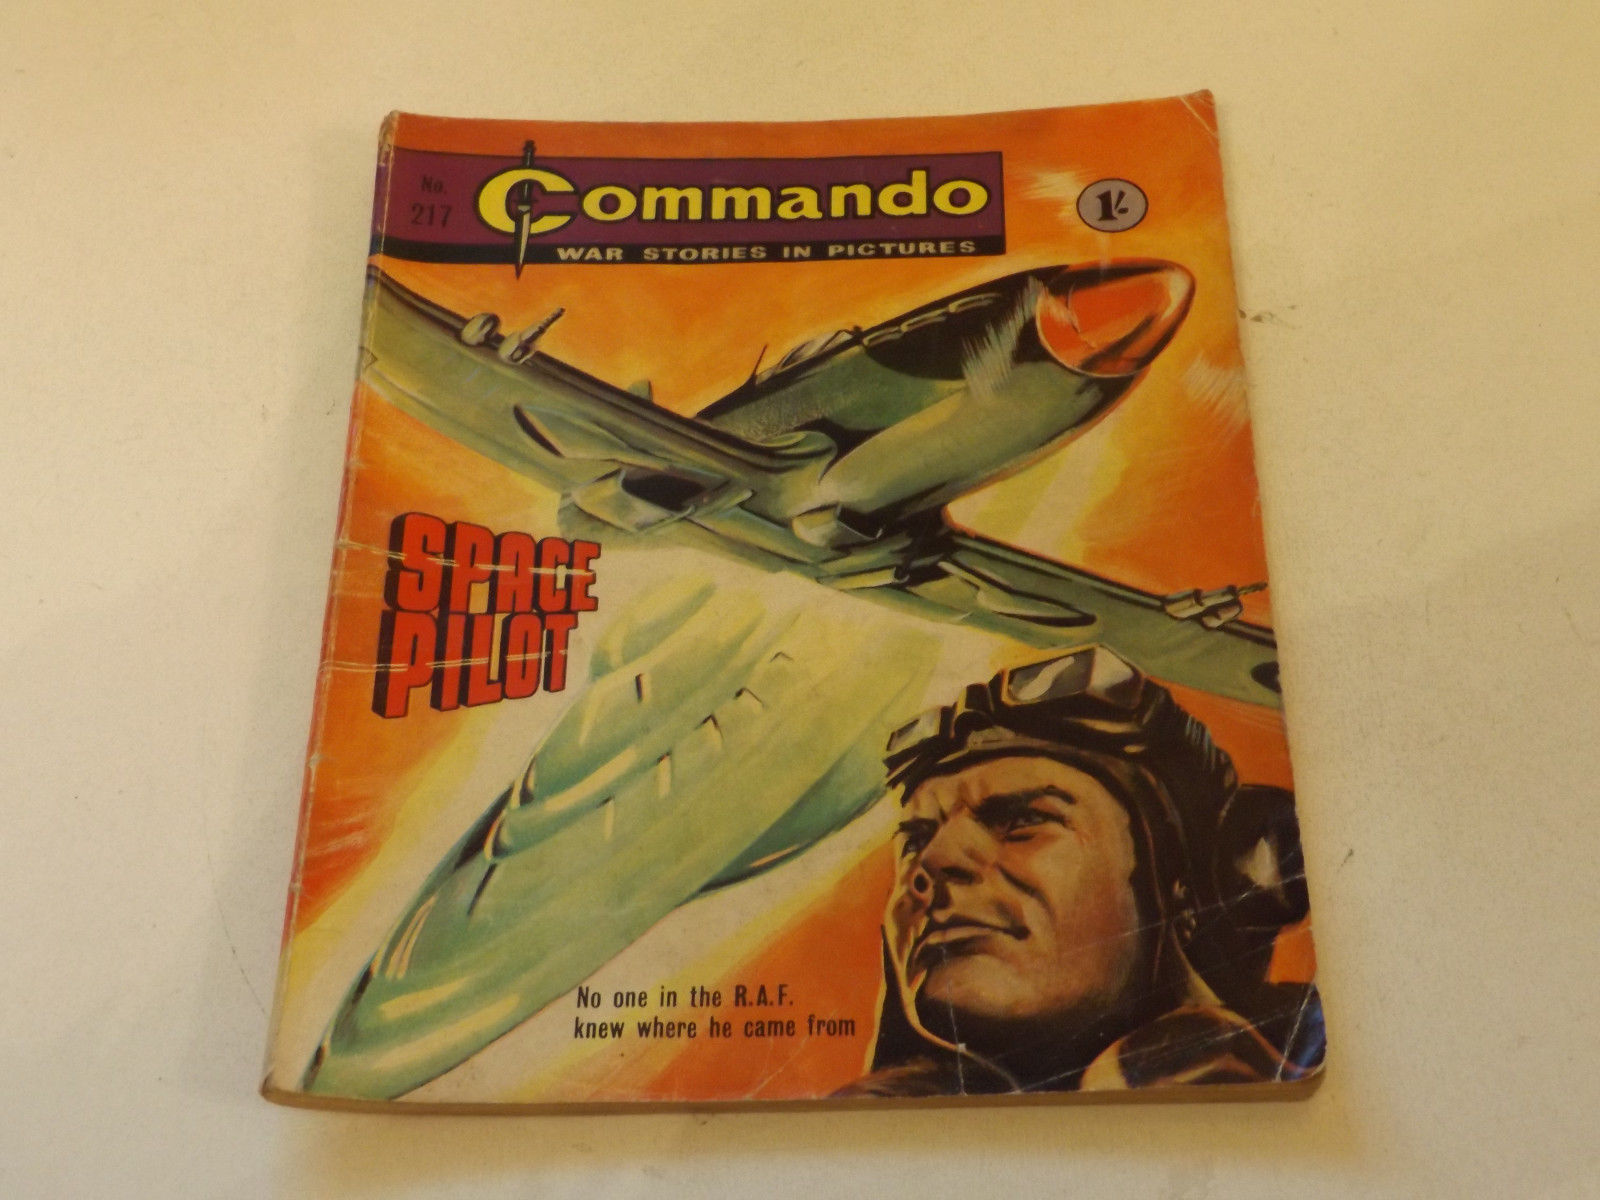 No.
217
Commando
1/-
WAR STORIES IN PICTURES
SPACE
PILOT
No one in the R.A.F.
knew where he came from